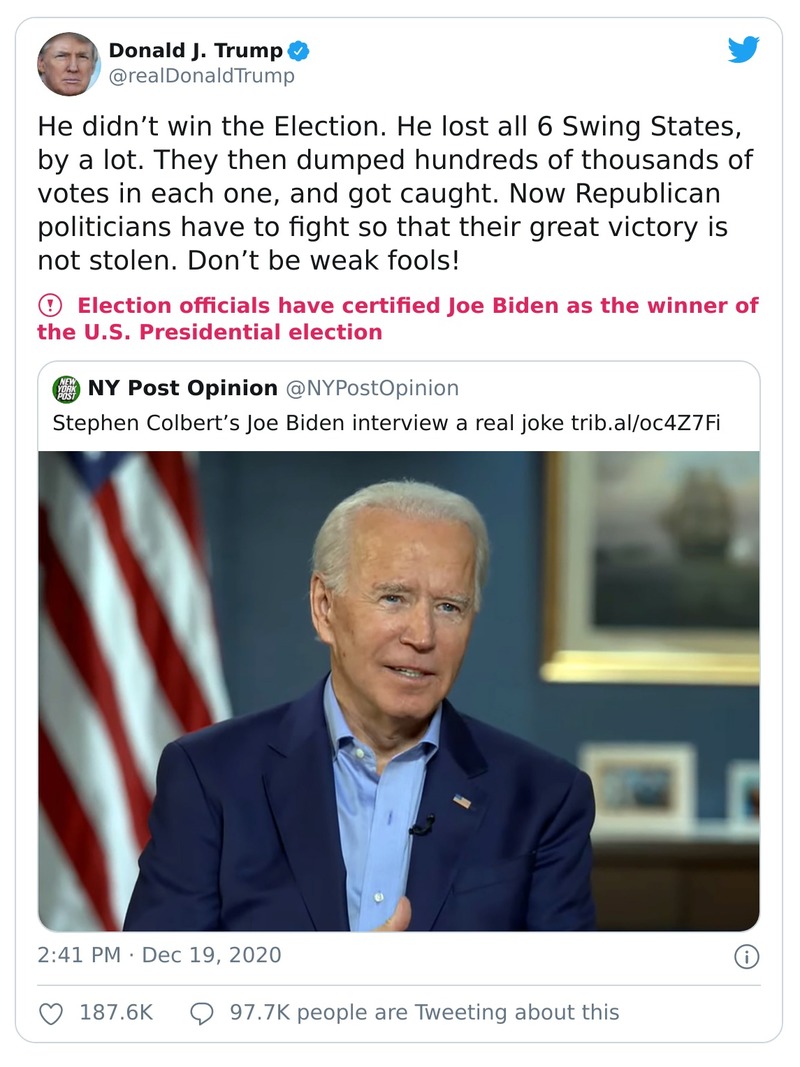 Donald J. Trump
@realDonaldTrump
He didn’t win the Election. He lost all 6 Swing States,
by a lot. They then dumped hundreds of thousands of
votes in each one, and got caught. Now Republican
politicians have to fight so that their great victory is
not stolen. Don’t be weak fools!
Election officials have certified Joe Biden as the winner of
the U.S. Presidential election
NEW
YORK
POST
NY Post Opinion @NYPostOpinion
Stephen Colbert’s Joe Biden interview a real joke trib.al/oc4Z7Fi
2:41 PM · Dec 19, 2020
187.6K 97.7K people are Tweeting about this